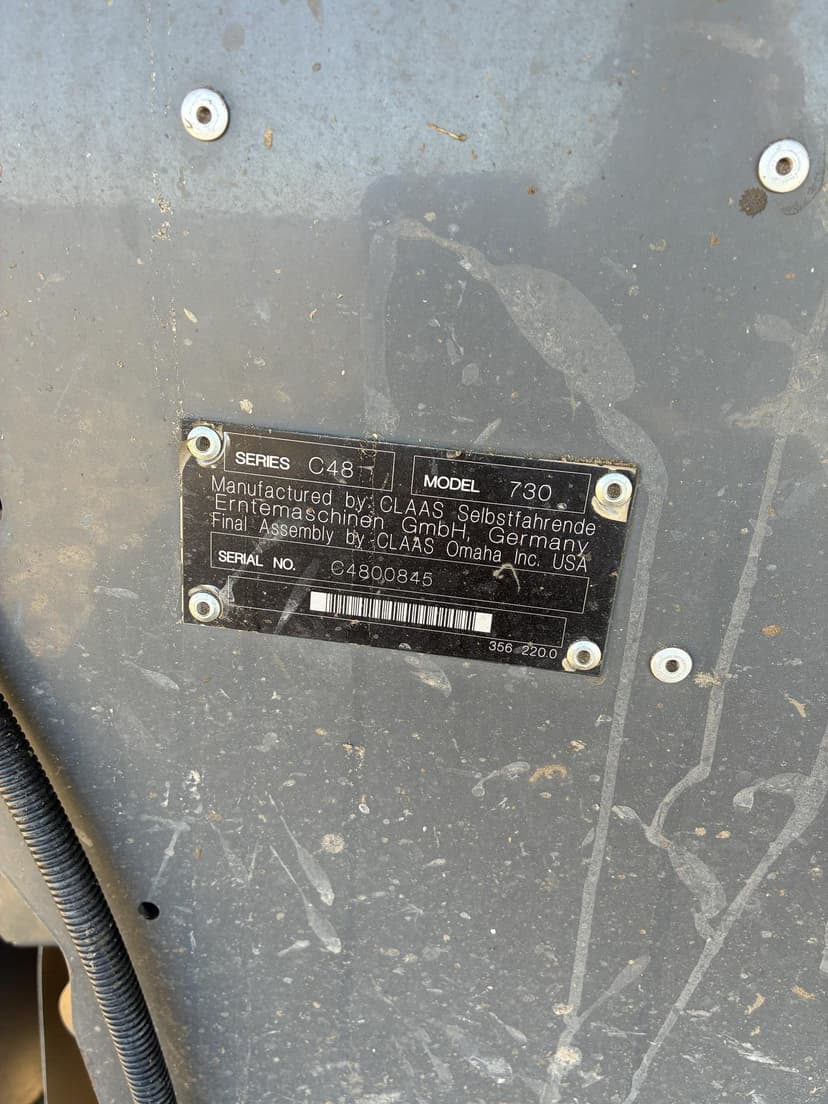 SERIES C48
MODEL 730
Manufactured by CLAAS Selbstfahrende
Erntemaschinen GmbH, Germany
Final Assembly by CLAAS Omaha Inc. USA
SERIAL NO. C4800845
356 220.0